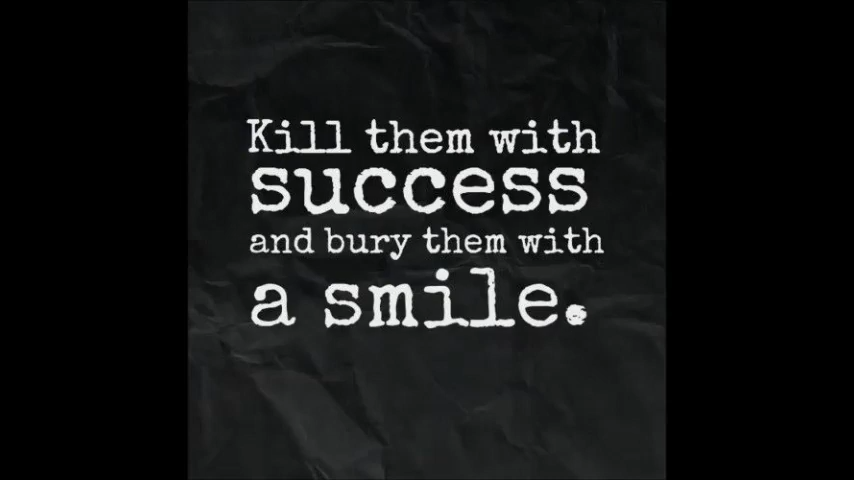 Kill them with
success
and bury them with
a smile.